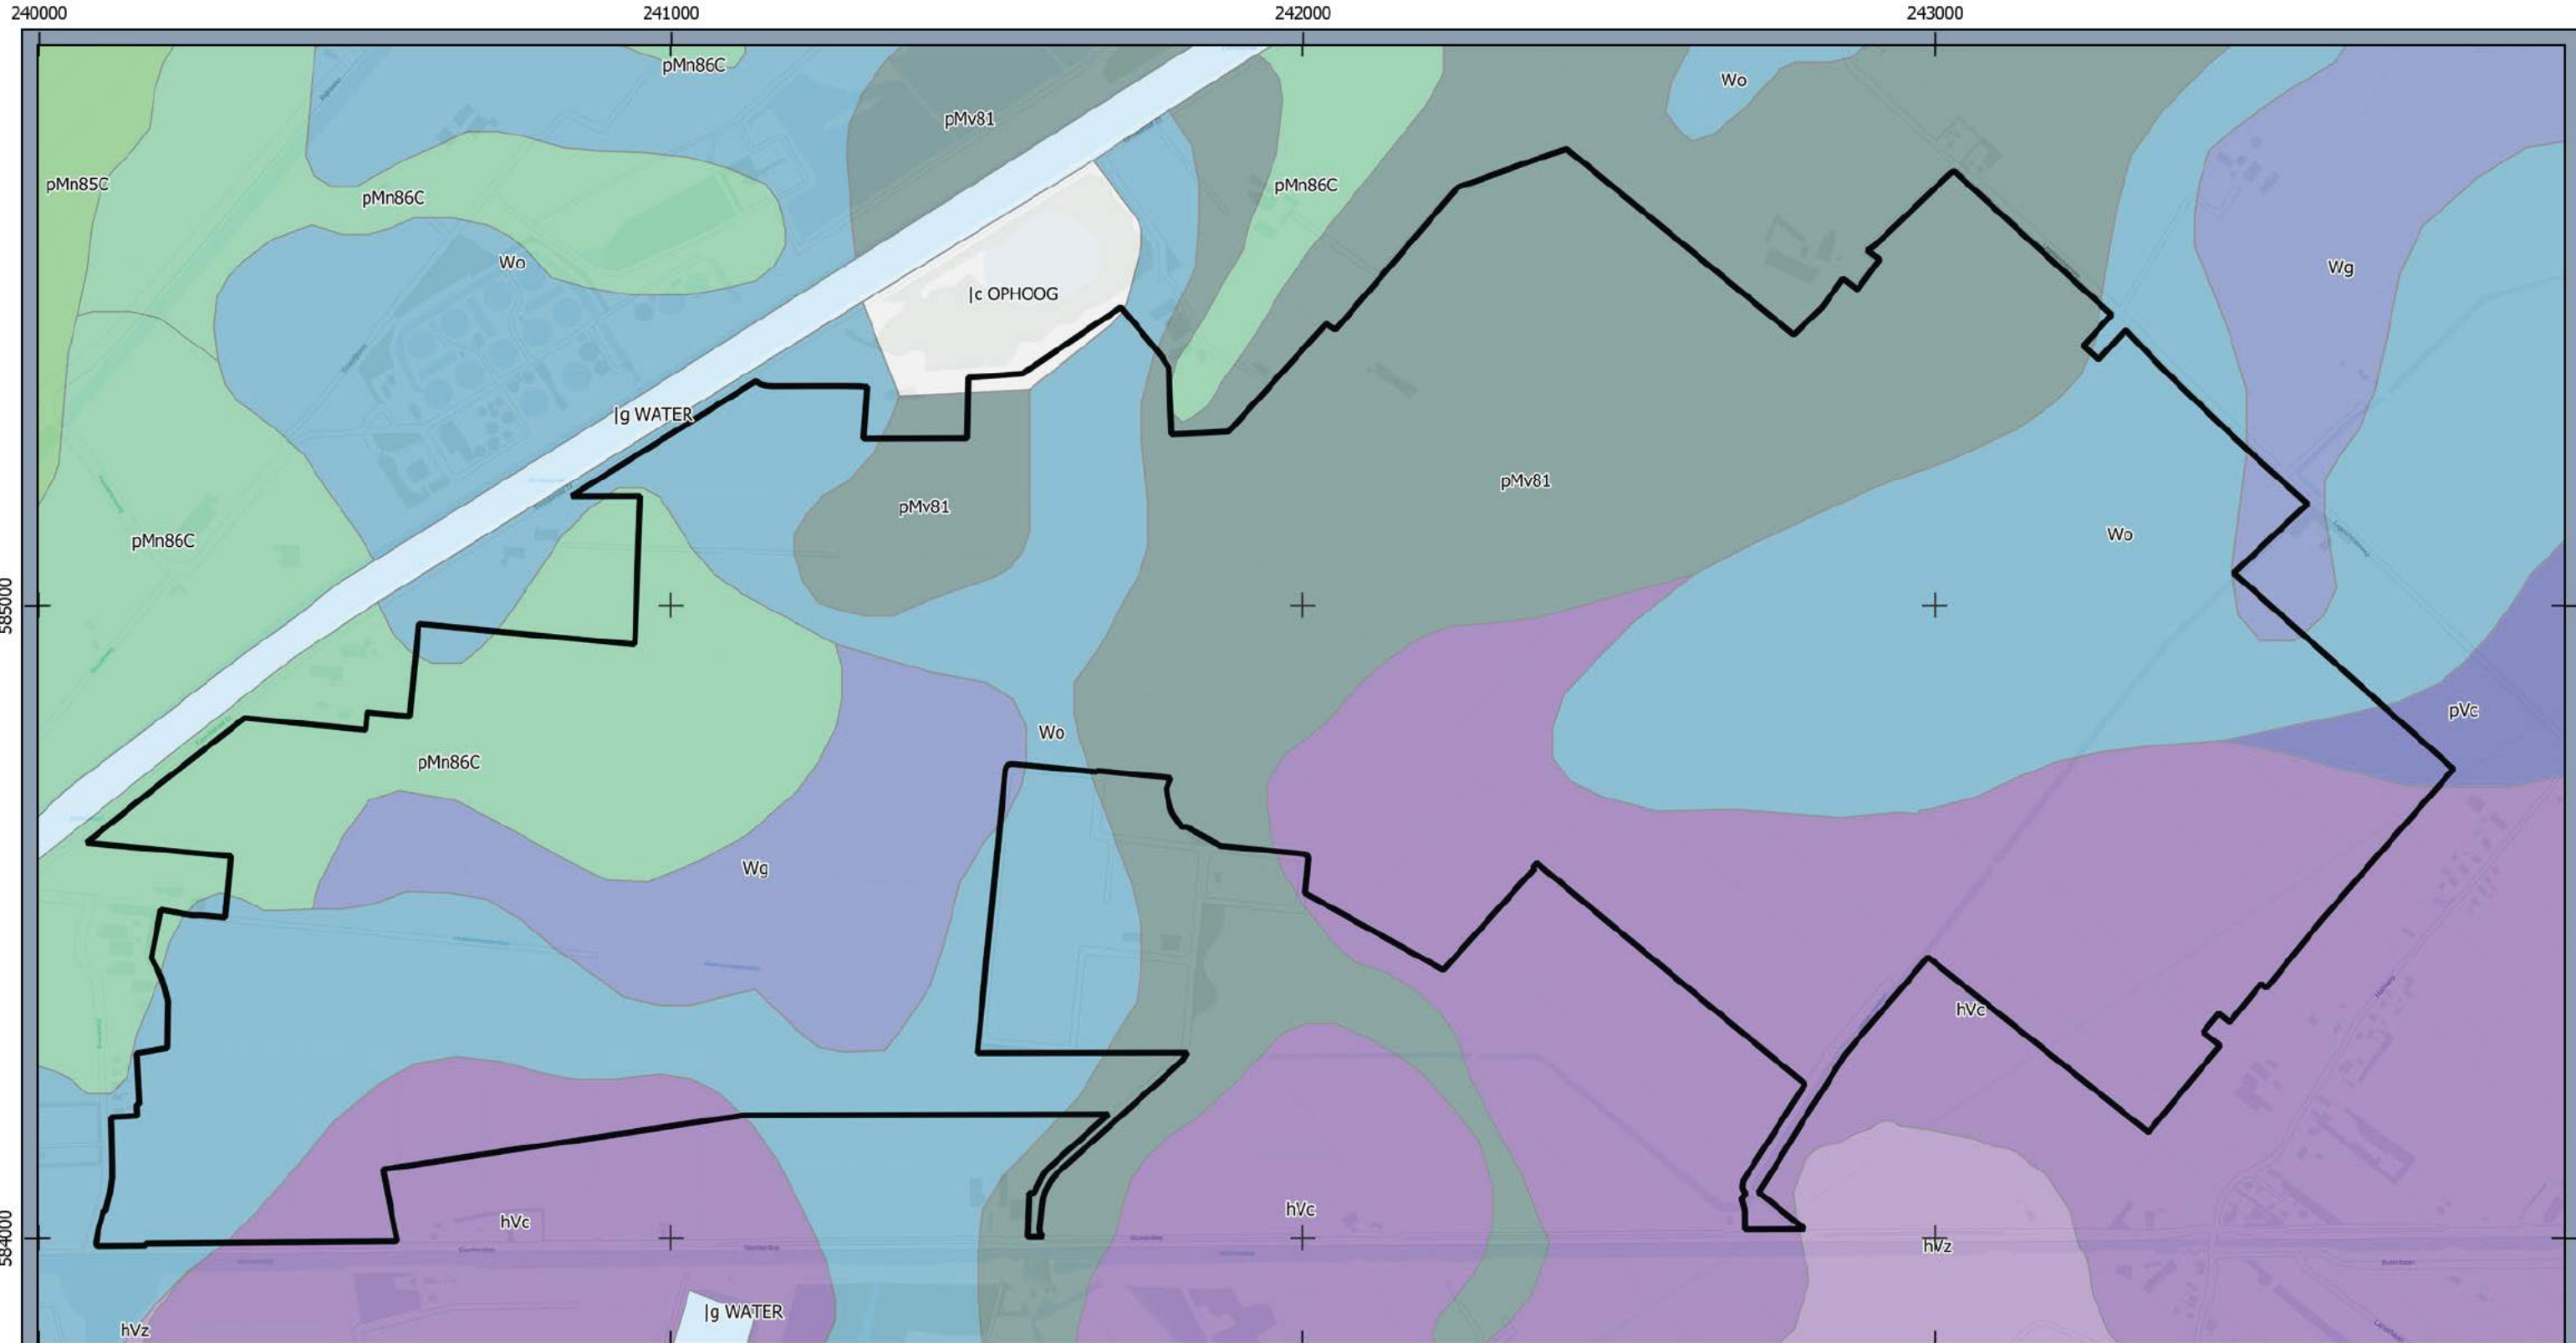 240000
241000
242000
243000
pMn86C
Wo
pMv81
pMn85C
pMn86C
pMn86C
Wo
Wg
|c OPHOOG
|g WATER
pMv81
pMv81
pMn86C
Wo
585000
pVc
Wo
pMn86C
Wg
hVc
hVc
hVc
584000
hVz
|g WATER
hVz